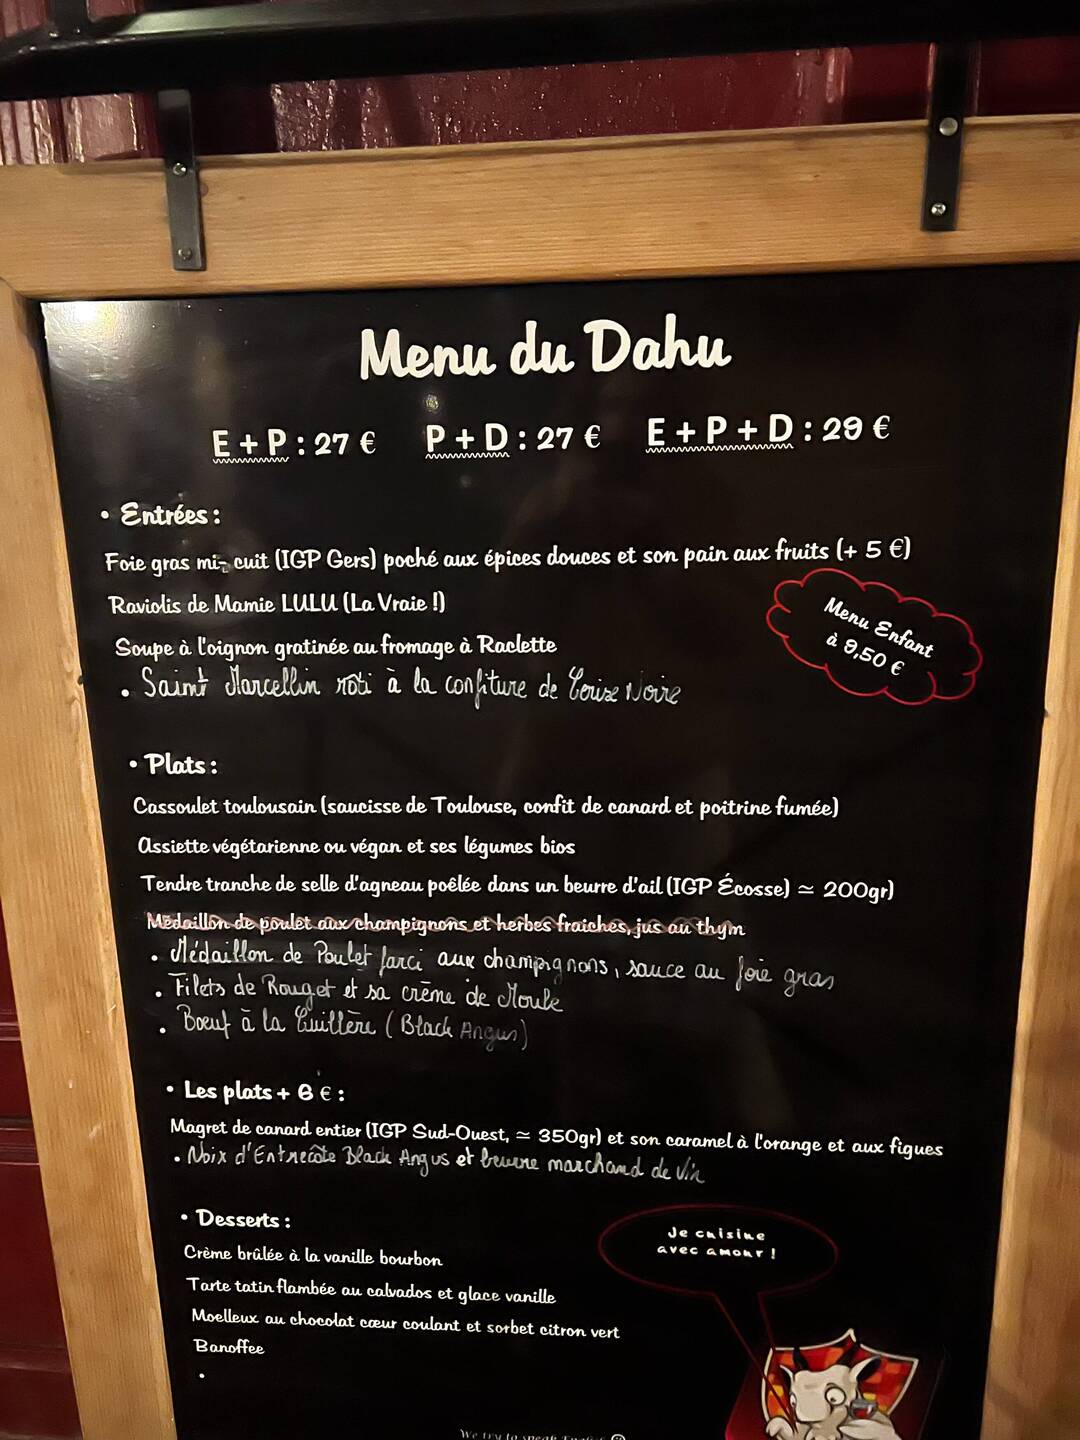 Menu du Dahu
E + P : 27 € P + D : 27 € E + P + D : 29 €
• Entrées :
Foie gras mi-cuit (IGP Gers) poché aux épices douces et son pain aux fruits (+ 5 €)
Raviolis de Mamie LULU (La Vraie !)
Menu Enfant
à 9,50 €
Soupe à l'oignon gratinée au fromage à Raclette
• Saint Marcellin roti à la confiture de Cerise Noire
• Plats :
Cassoulet toulousain (saucisse de Toulouse, confit de canard et poitrine fumée)
Assiette végétarienne ou végan et ses légumes bios
Tendre tranche de selle d'agneau poêlée dans un beurre d'ail (IGP Écosse) ≃ 200gr)
Médaillon de poulet aux champignons et herbes fraiches, jus au thym
• Médaillon de Poulet farci aux champignons, sauce au foie gras
• Filets de Rouget et sa crème de Moule
• Bœuf à la Cuillère (Black Angus)
• Les plats + 6 € :
Magret de canard entier (IGP Sud-Ouest, ≃ 350gr) et son caramel à l'orange et aux figues
• Noix d'Entrecôte Black Angus et beurre marchand de vin
• Desserts :
Je cuisine
avec amour !
Crème brûlée à la vanille bourbon
Tarte tatin flambée au calvados et glace vanille
Moelleux au chocolat cœur coulant et sorbet citron vert
Banoffee
•
We try to speak English